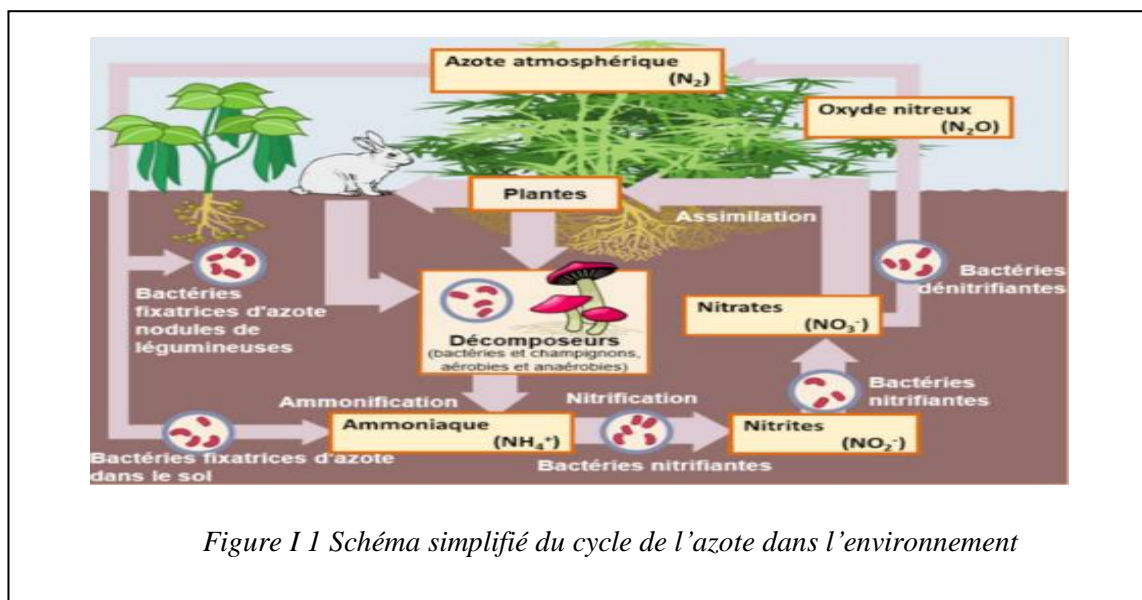 Azote atmosphérique
(N₂)
Oxyde nitreux
(N₂O)
Plantes
Assimilation
Bactéries
fixatrices d'azote
nodules de
légumineuses
Bactéries
dénitrifiantes
Nitrates
(NO₃⁻)
Décomposeurs
(bactéries et champignons,
aérobies et anaérobies)
Bactéries
nitrifiantes
Ammonification
Nitrification
Ammoniaque
(NH₄⁺)
Nitrites
(NO₂⁻)
Bactéries fixatrices d'azote
dans le sol
Bactéries nitrifiantes
Figure I 1 Schéma simplifié du cycle de l'azote dans l'environnement